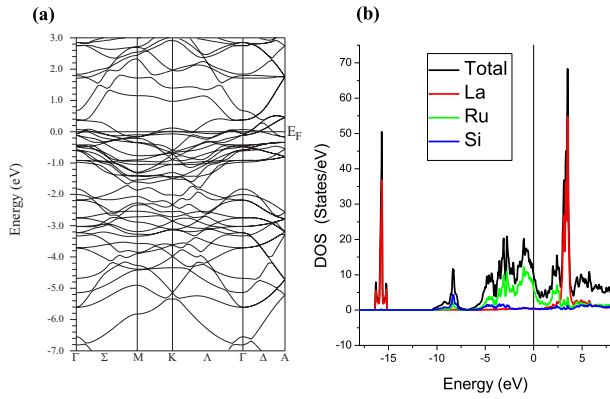 (a)
3.0
2.0
1.0
0.0
-1.0
-2.0
-3.0
-4.0
-5.0
-6.0
-7.0
Energy (eV)
E_F
Γ Σ M K Λ Γ Δ A
(b)
Total
La
Ru
Si
70
60
50
40
30
20
10
0
-10
DOS (States/eV)
-15 -10 -5 0 5
Energy (eV)